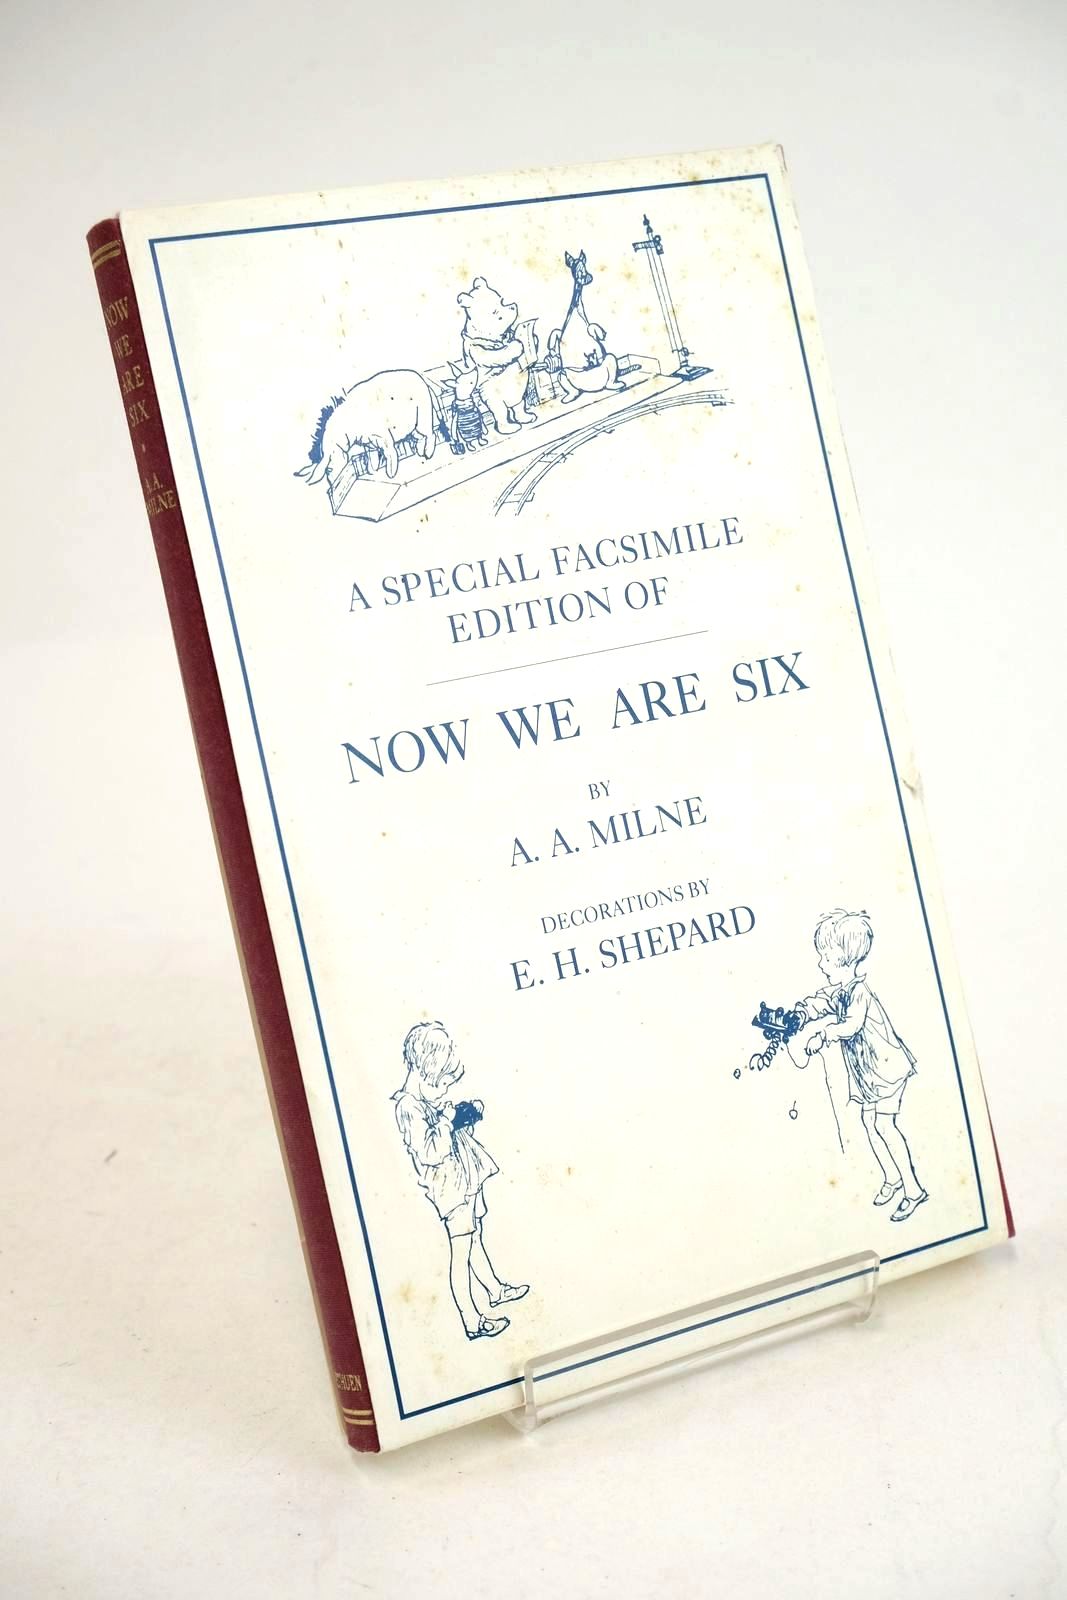 A SPECIAL FACSIMILE
EDITION OF
NOW WE ARE SIX
BY
A. A. MILNE
DECORATIONS BY
E. H. SHEPARD
NOW
WE
ARE
SIX
A. A.
MILNE